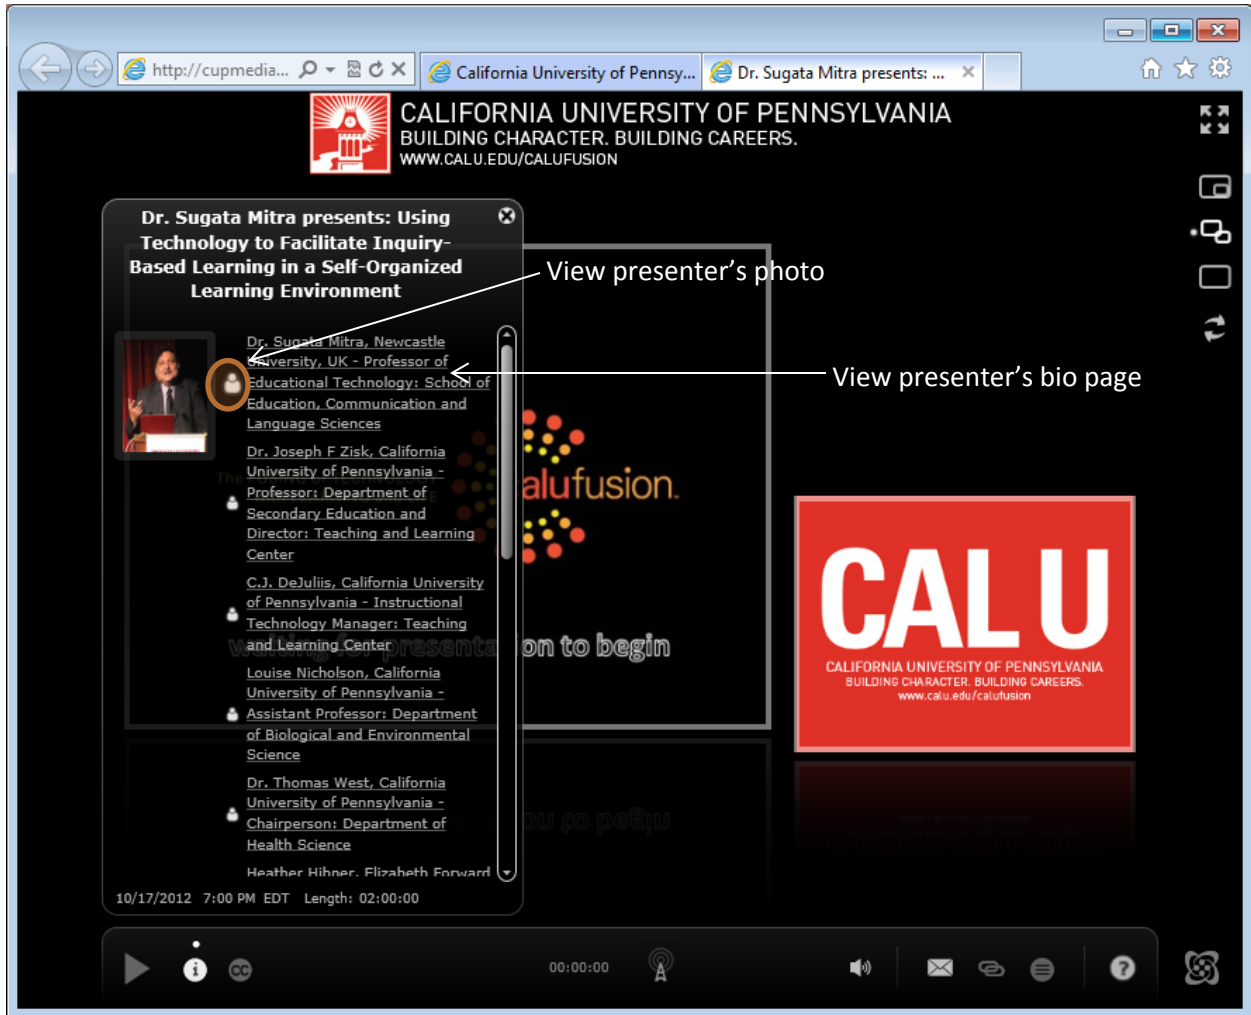 http://cupmedia...
California University of Pennsy...
Dr. Sugata Mitra presents: ...
CALIFORNIA UNIVERSITY OF PENNSYLVANIA
BUILDING CHARACTER. BUILDING CAREERS.
WWW.CALU.EDU/CALUFUSION
Dr. Sugata Mitra presents: Using
Technology to Facilitate Inquiry-
Based Learning in a Self-Organized
Learning Environment
View presenter's photo
View presenter's bio page
Dr. Sugata Mitra, Newcastle
University, UK - Professor of
Educational Technology: School of
Education, Communication and
Language Sciences
Dr. Joseph F Zisk, California
University of Pennsylvania -
Professor: Department of
Secondary Education and
Director: Teaching and Learning
Center
C.J. DeJuliis, California University
of Pennsylvania - Instructional
Technology Manager: Teaching
and Learning Center
Louise Nicholson, California
University of Pennsylvania -
Assistant Professor: Department
of Biological and Environmental
Science
Dr. Thomas West, California
University of Pennsylvania -
Chairperson: Department of
Health Science
Heather Hibner, Elizabeth Forward
10/17/2012 7:00 PM EDT Length: 02:00:00
alufusion.
waiting for presentation to begin
CALU
CALIFORNIA UNIVERSITY OF PENNSYLVANIA
BUILDING CHARACTER. BUILDING CAREERS.
www.calu.edu/calufusion
i
CC
00:00:00
?